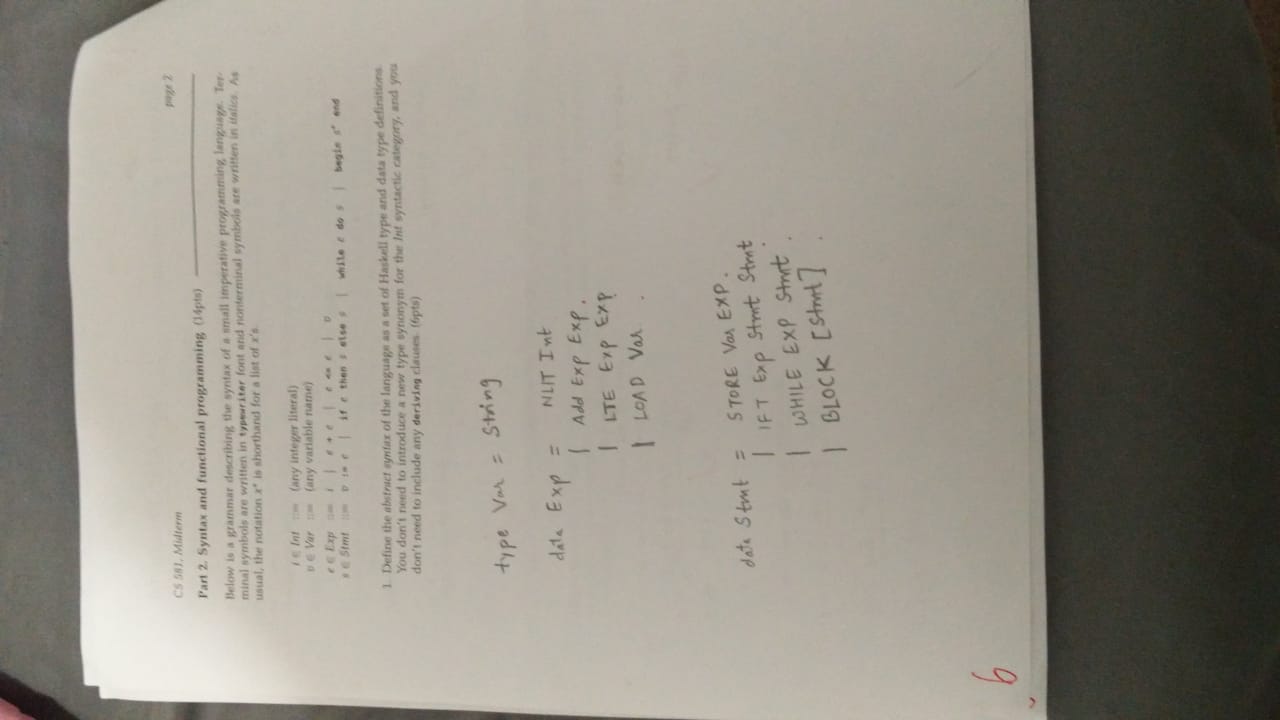 page 2
CS 581, Midterm
Part 2. Syntax and functional programming (14pts)
Below is a grammar describing the syntax of a small imperative programming language. Ter-
minal symbols are written in typewriter font and nonterminal symbols are written in italics. As
usual, the notation x* is shorthand for a list of x's.
i ∈ Int ::= (any integer literal)
v ∈ Var ::= (any variable name)
e ∈ Exp ::= i | e + e | e <= e | v
s ∈ Stmt ::= v := e | if e then s else s | while e do s | begin s* end
1. Define the abstract syntax of the language as a set of Haskell type and data type definitions.
You don't need to introduce a new type synonym for the Int syntactic category, and you
don't need to include any deriving clauses. (6pts)
type Var = String
data Exp = NLIT Int
| Add Exp Exp.
| LTE Exp Exp
| LOAD Var.
data Stmt = STORE Var EXP.
| IFT Exp Stmt Stmt
| WHILE EXP Stmt.
| BLOCK [Stmt].
6